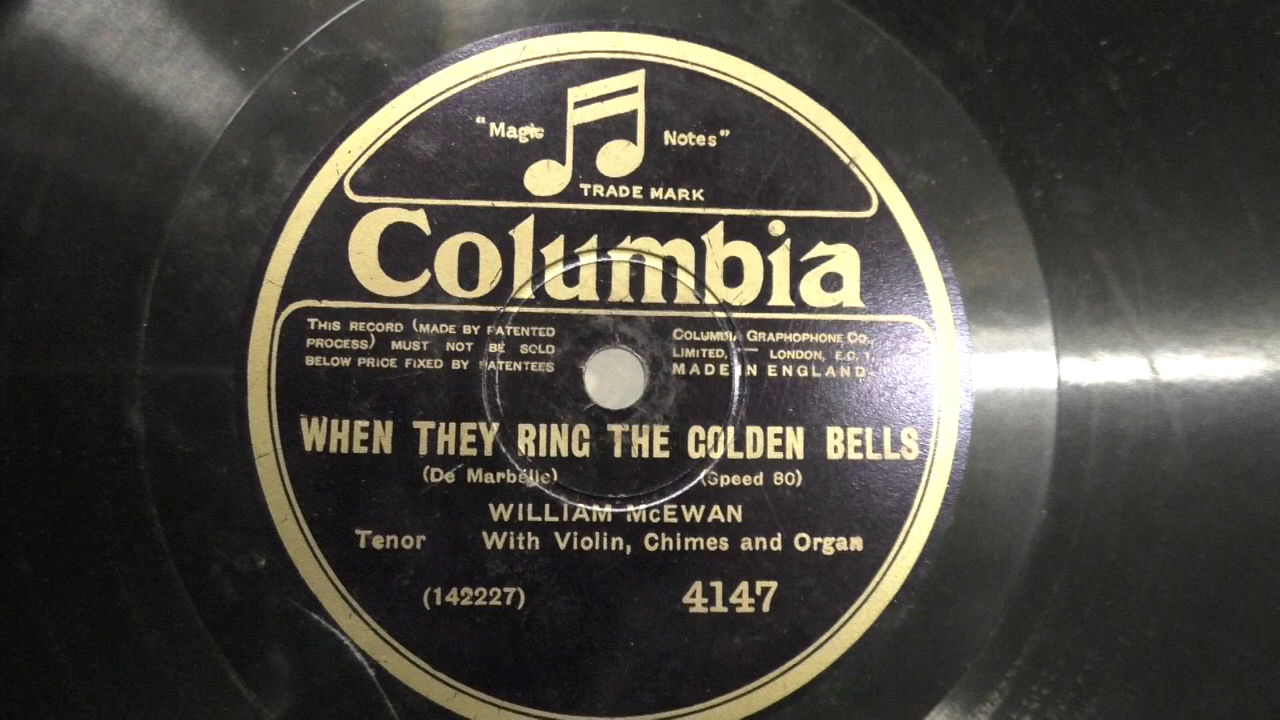 "Magic Notes"
TRADE MARK
Columbia
THIS RECORD (MADE BY PATENTED
PROCESS) MUST NOT BE SOLD
BELOW PRICE FIXED BY PATENTEES
COLUMBIA GRAPHOPHONE CO.,
LIMITED, — LONDON, E.C.1.
MADE IN ENGLAND-
WHEN THEY RING THE GOLDEN BELLS
(De Marbelle) (Speed 80)
WILLIAM McEWAN
Tenor With Violin, Chimes and Organ
(142227) 4147